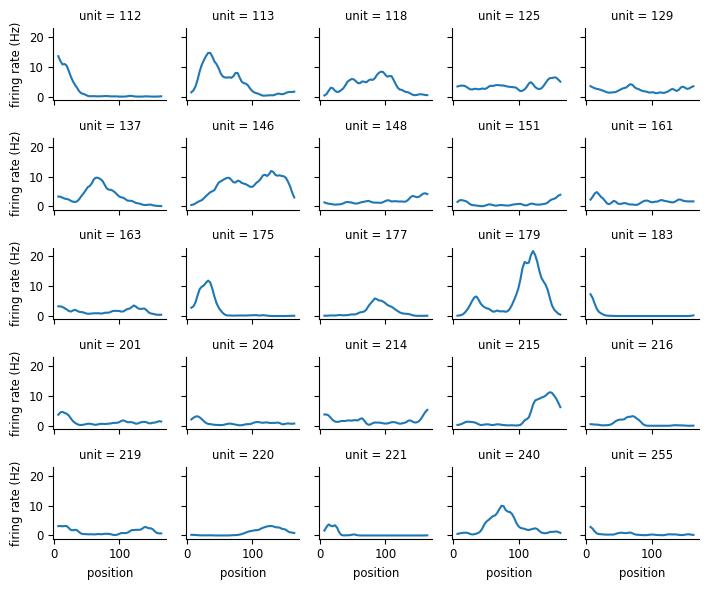 unit = 112 unit = 113 unit = 118 unit = 125 unit = 129
firing rate (Hz)
20
10
0
unit = 137 unit = 146 unit = 148 unit = 151 unit = 161
firing rate (Hz)
20
10
0
unit = 163 unit = 175 unit = 177 unit = 179 unit = 183
firing rate (Hz)
20
10
0
unit = 201 unit = 204 unit = 214 unit = 215 unit = 216
firing rate (Hz)
20
10
0
unit = 219 unit = 220 unit = 221 unit = 240 unit = 255
firing rate (Hz)
20
10
0
0 100 0 100 0 100 0 100 0 100
position position position position position